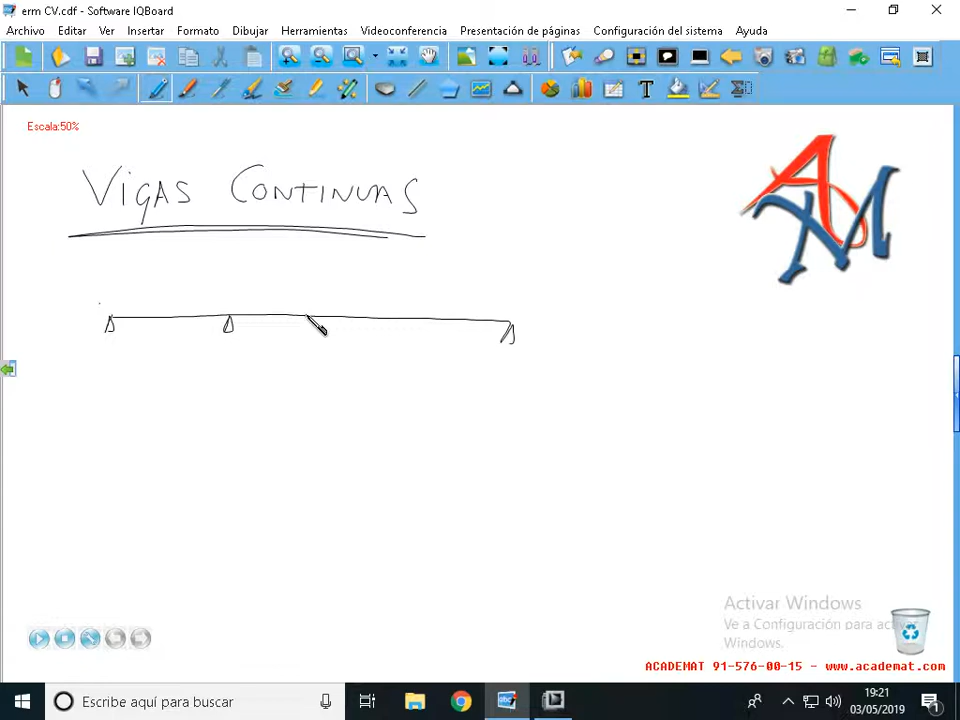 erm CV.cdf - Software IQBoard
Archivo Editar Ver Insertar Formato Dibujar Herramientas Videoconferencia Presentación de páginas Configuración del sistema Ayuda
Escala:50%
VIGAS CONTINUAS
Activar Windows
Ve a Configuración para activar
Windows.
ACADEMAT 91-576-00-15 - www.academat.com
Escribe aquí para buscar
19:21
03/05/2019
1